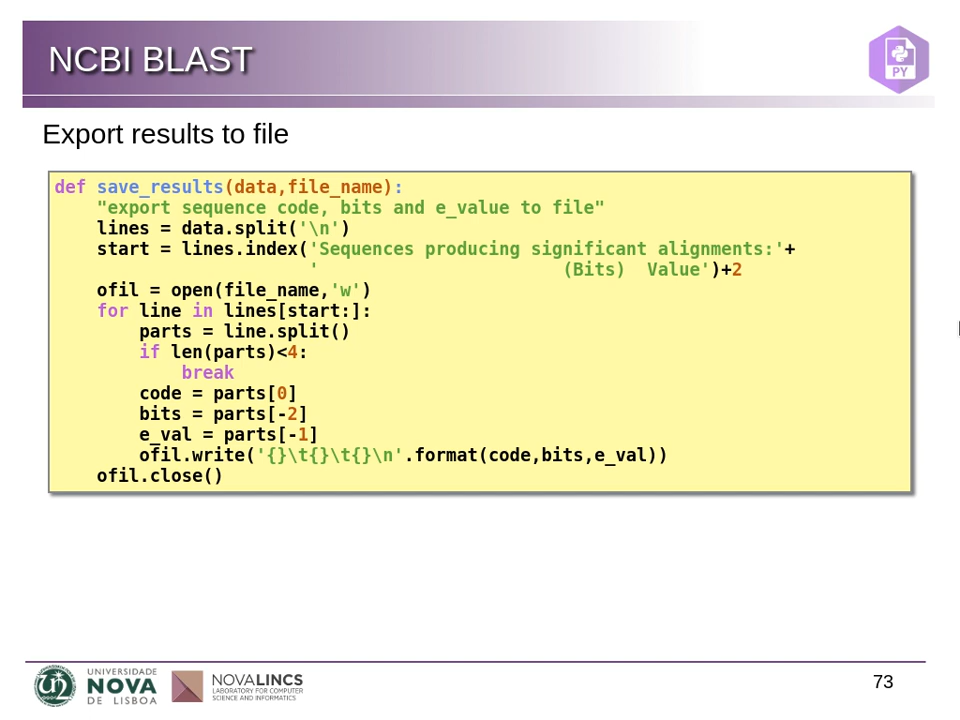 NCBI BLAST
PY
Export results to file
def save_results(data,file_name):
    "export sequence code, bits and e_value to file"
    lines = data.split('\n')
    start = lines.index('Sequences producing significant alignments:'+
                        '                       (Bits)  Value')+2
    ofil = open(file_name,'w')
    for line in lines[start:]:
        parts = line.split()
        if len(parts)<4:
            break
        code = parts[0]
        bits = parts[-2]
        e_val = parts[-1]
        ofil.write('{}\t{}\t{}\n'.format(code,bits,e_val))
    ofil.close()
UNIVERSIDADE
NOVA
DE LISBOA
NOVALINCS
LABORATORY FOR COMPUTER
SCIENCE AND INFORMATICS
73